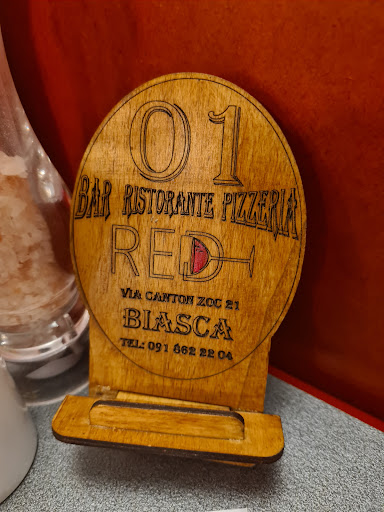 01
BAR RISTORANTE PIZZERIA
RED
VIA CANTON ZOC 21
BIASCA
TEL: 091 862 22 04